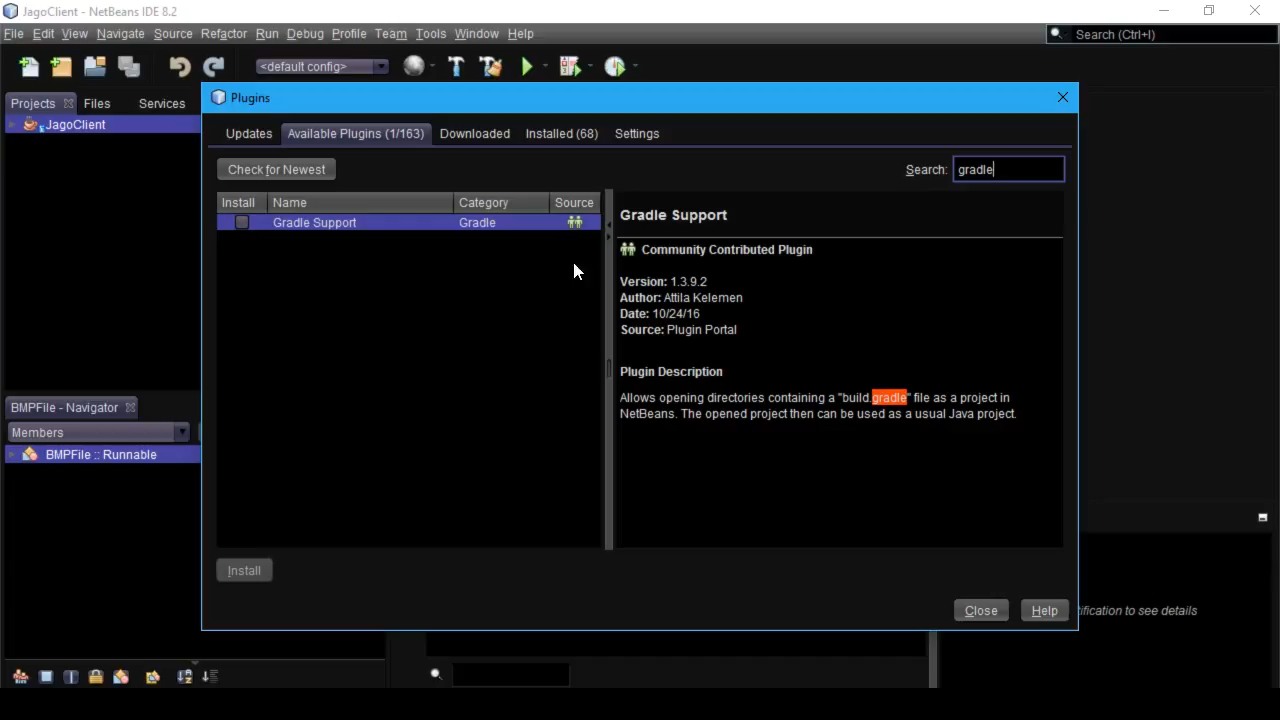 JagoClient - NetBeans IDE 8.2
File Edit View Navigate Source Refactor Run Debug Profile Team Tools Window Help
Search (Ctrl+I)
<default config>
Projects Files Services
JagoClient
Plugins
Updates Available Plugins (1/163) Downloaded Installed (68) Settings
Check for Newest
Search: gradle
Install Name Category Source
Gradle Support Gradle
Gradle Support
Community Contributed Plugin
Version: 1.3.9.2
Author: Attila Kelemen
Date: 10/24/16
Source: Plugin Portal
Plugin Description
Allows opening directories containing a "build.gradle" file as a project in
NetBeans. The opened project then can be used as a usual Java project.
BMPFile - Navigator
Members
BMPFile :: Runnable
Install
Close Help
tification to see details